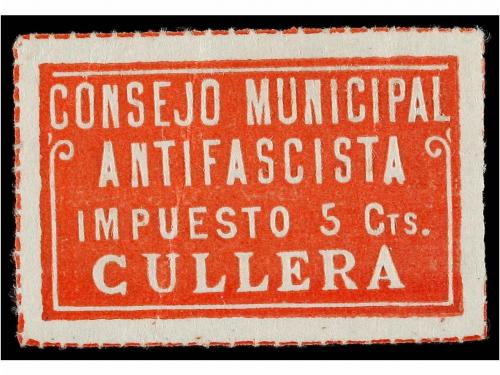 CONSEJO MUNICIPAL
ANTIFASCISTA
IMPUESTO 5 CTS.
CULLERA